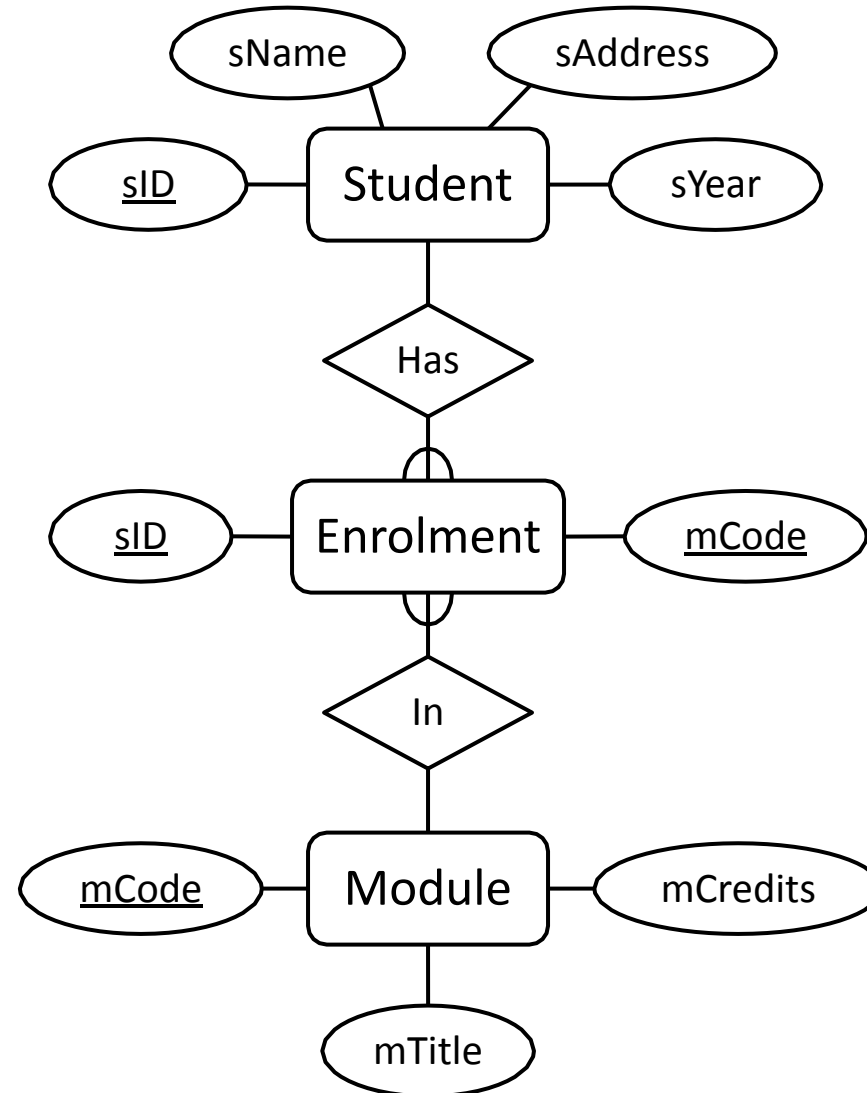 sName
sAddress
sID
Student
sYear
Has
sID
Enrolment
mCode
In
mCode
Module
mCredits
mTitle